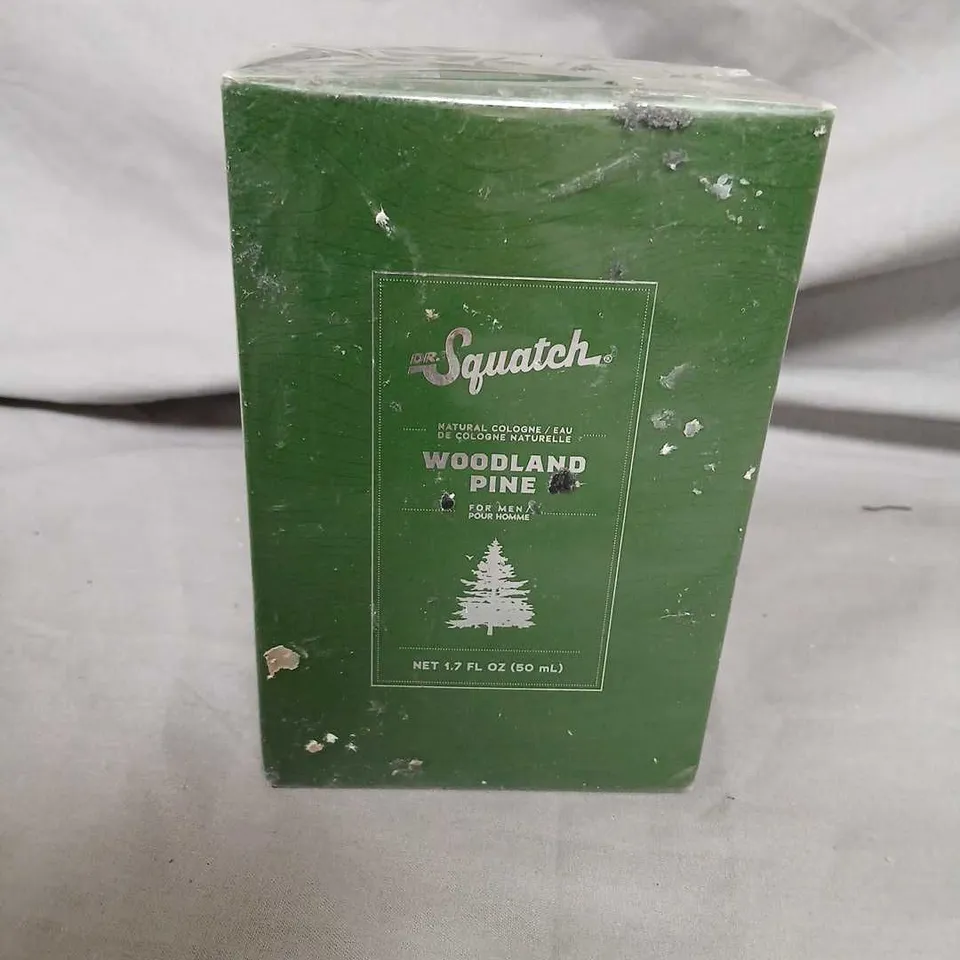 DR. Squatch®
NATURAL COLOGNE / EAU
DE COLOGNE NATURELLE
WOODLAND
PINE
FOR MEN /
POUR HOMME
NET 1.7 FL OZ (50 mL)